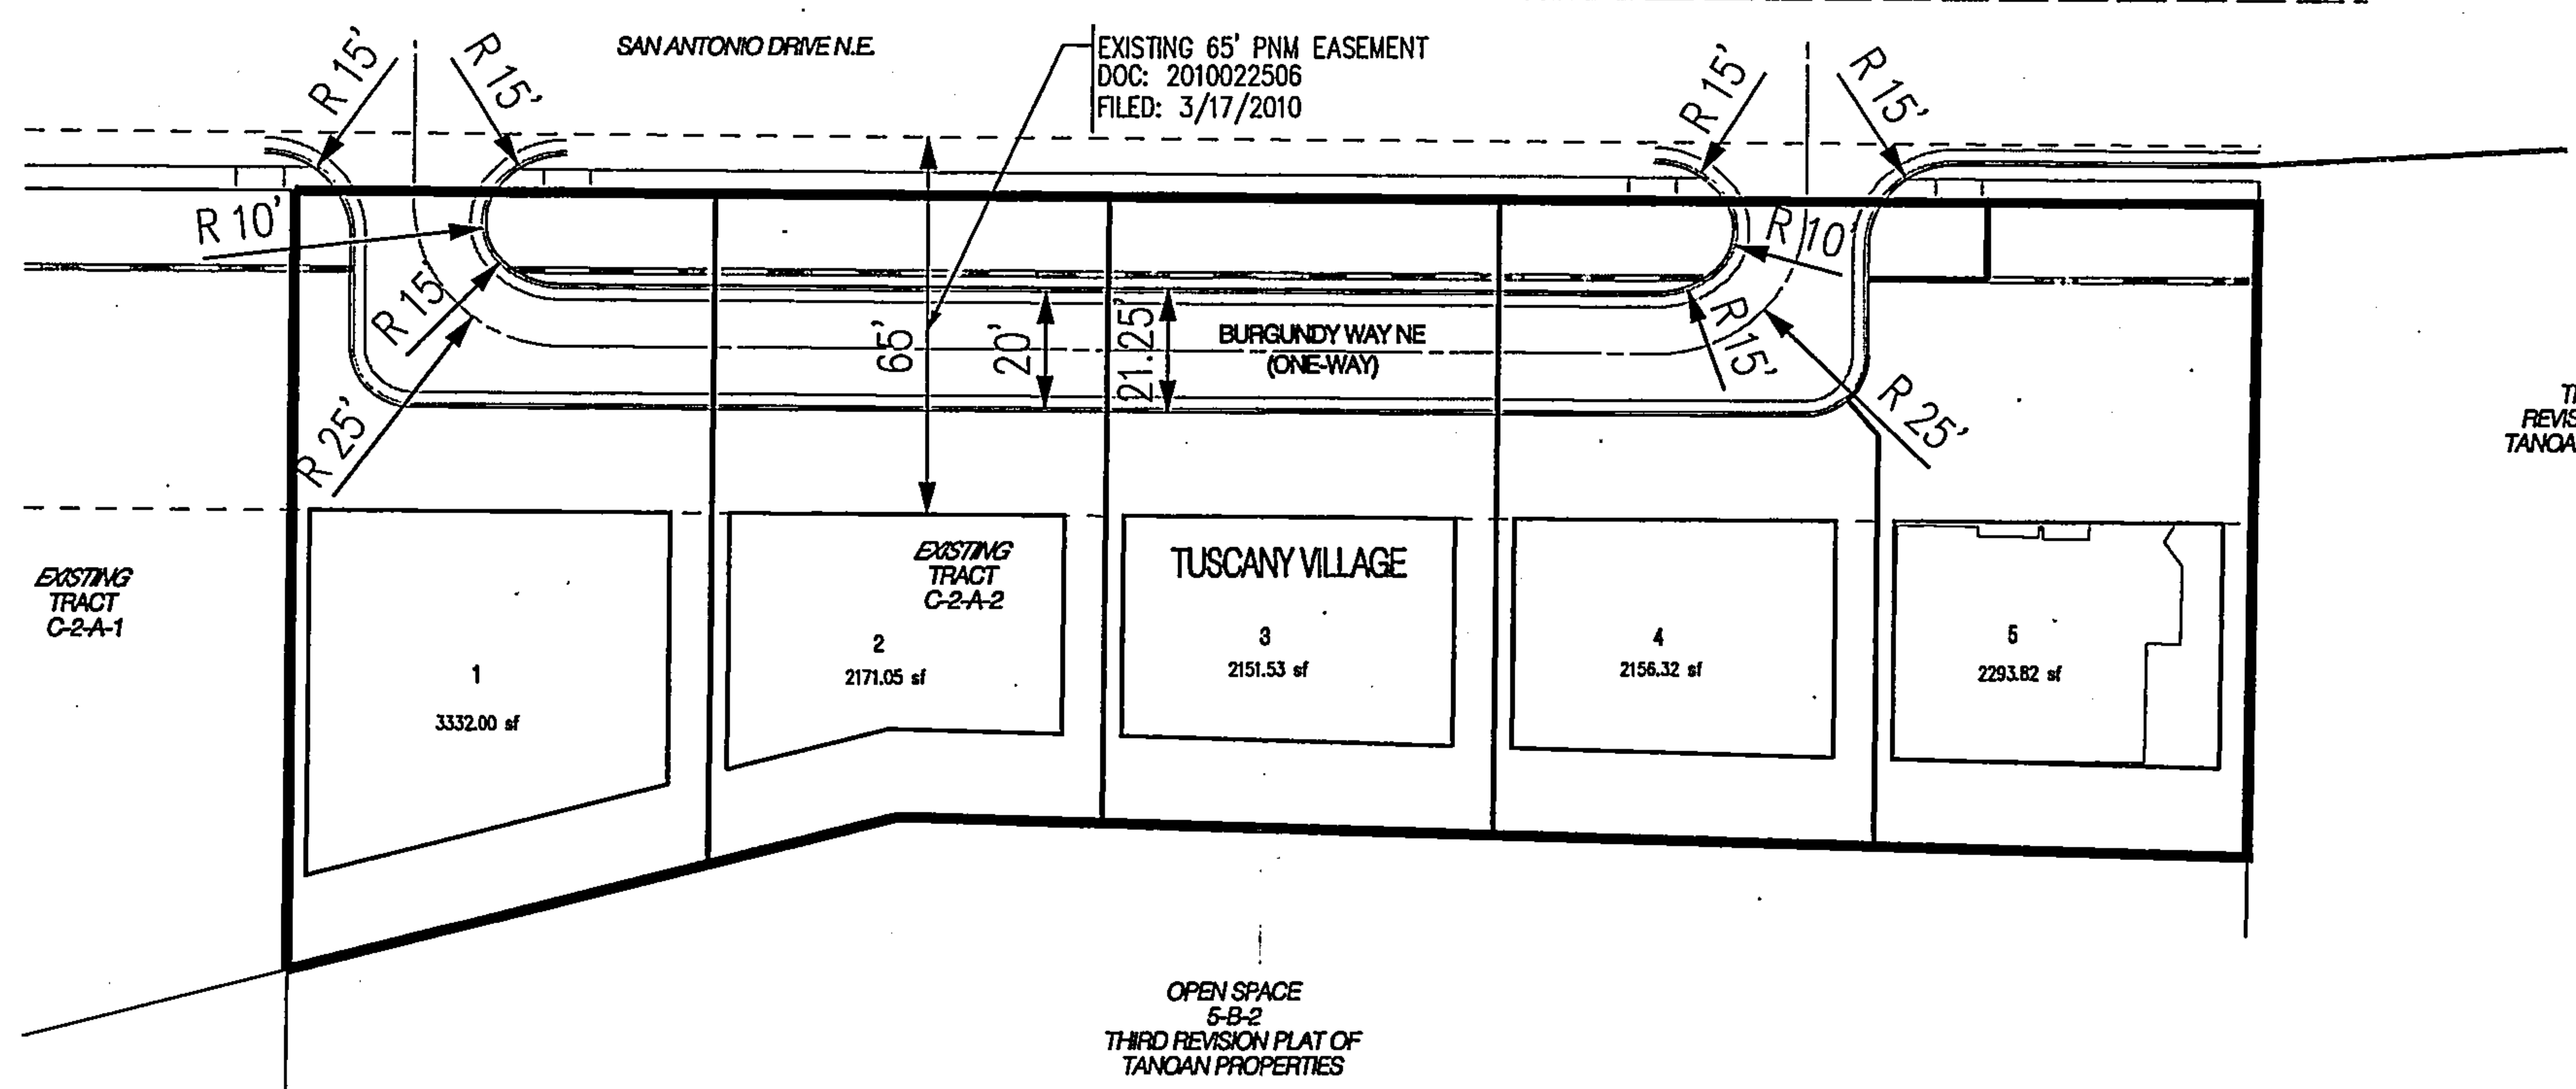 SAN ANTONIO DRIVE N.E.
EXISTING 65' PNM EASEMENT
DOC: 2010022506
FILED: 3/17/2010
R 15'
R 15'
R 15'
R 15'
R 10'
R 10
R 15'
R 15'
R 25'
R 25'
65'
20'
21.25'
BURGUNDY WAY NE
(ONE-WAY)
REVIS
TANOA
EXISTING
TRACT
C-2-A-1
EXISTING
TRACT
C-2-A-2
TUSCANY VILLAGE
1
3332.00 sf
2
2171.05 sf
3
2151.53 sf
4
2156.32 sf
5
2293.82 sf
OPEN SPACE
5-B-2
THIRD REVISION PLAT OF
TANOAN PROPERTIES